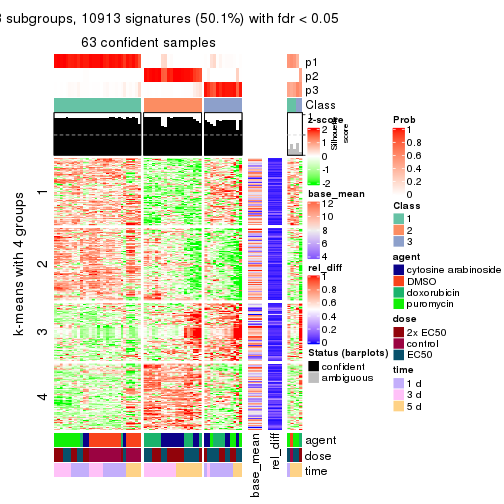 3 subgroups, 10913 signatures (50.1%) with fdr < 0.05
63 confident samples
p1
p2
p3
Class
1
Silhouette
score
k-means with 4 groups
1
2
3
4
agent
dose
time
base_mean
rel_diff
z-score
2
1
0
-1
-2
base_mean
12
10
8
6
4
rel_diff
1
0.8
0.6
0.4
0.2
0
Status (barplots)
confident
ambiguous
Prob
1
0.8
0.6
0.4
0.2
0
Class
1
2
3
agent
cytosine arabinoside
DMSO
doxorubicin
puromycin
dose
2x EC50
control
EC50
time
1 d
3 d
5 d